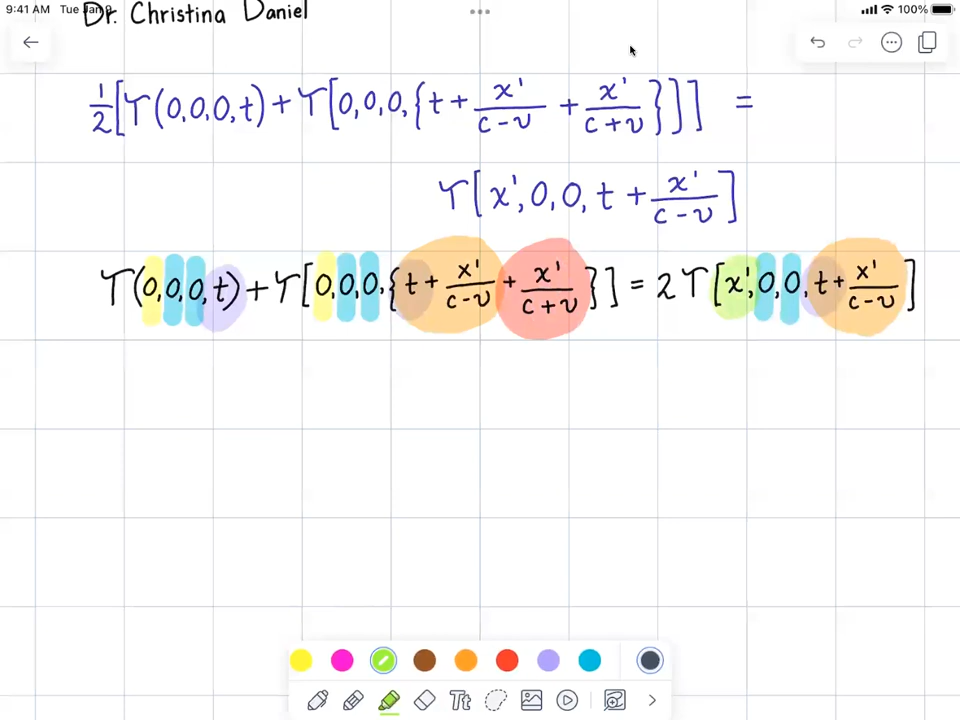 9:41 AM Tue Jan 9
100%
Dr. Christina Daniel
1/2[τ(0,0,0,t)+τ[0,0,0,{t+x'/(c-v)+x'/(c+v)}]] =
τ[x',0,0,t+x'/(c-v)]
τ(0,0,0,t)+τ[0,0,0,{t+x'/(c-v)+x'/(c+v)}]=2τ[x',0,0,t+x'/(c-v)]
Tt